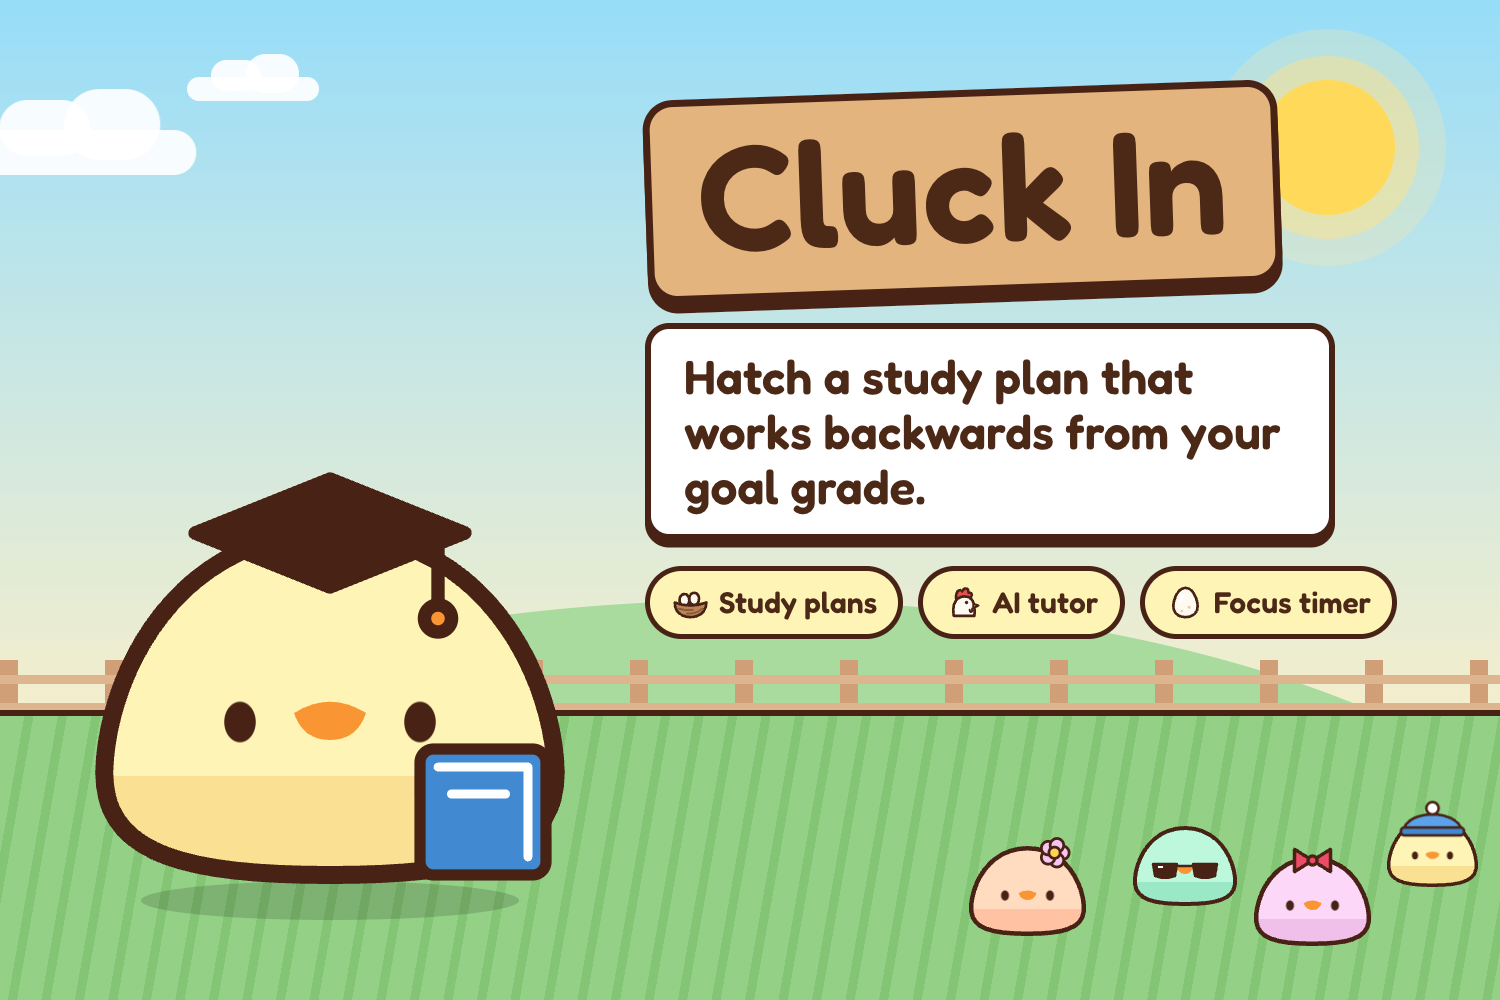 Cluck In
Hatch a study plan that
works backwards from your
goal grade.
Study plans
AI tutor
Focus timer